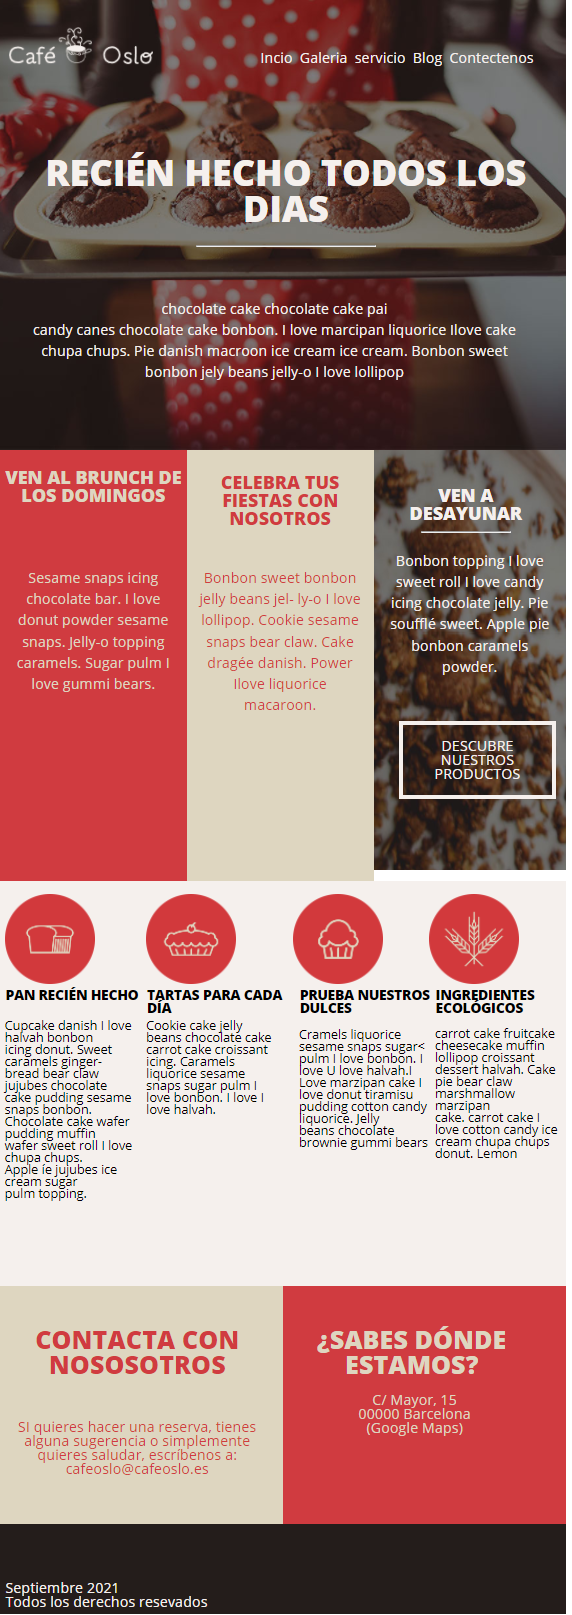 Café Oslo
Incio Galeria servicio Blog Contectenos
RECIÉN HECHO TODOS LOS
DIAS
chocolate cake chocolate cake pai
candy canes chocolate cake bonbon. I love marcipan liquorice Ilove cake
chupa chups. Pie danish macroon ice cream ice cream. Bonbon sweet
bonbon jely beans jelly-o I love lollipop
VEN AL BRUNCH DE
LOS DOMINGOS
Sesame snaps icing
chocolate bar. I love
donut powder sesame
snaps. Jelly-o topping
caramels. Sugar pulm I
love gummi bears.
CELEBRA TUS
FIESTAS CON
NOSOTROS
Bonbon sweet bonbon
jelly beans jel- ly-o I love
lollipop. Cookie sesame
snaps bear claw. Cake
dragée danish. Power
Ilove liquorice
macaroon.
VEN A
DESAYUNAR
Bonbon topping I love
sweet roll I love candy
icing chocolate jelly. Pie
soufflé sweet. Apple pie
bonbon caramels
powder.
DESCUBRE
NUESTROS
PRODUCTOS
PAN RECIÉN HECHO
Cupcake danish I love
halvah bonbon
icing donut. Sweet
caramels ginger-
bread bear claw
jujubes chocolate
cake pudding sesame
snaps bonbon.
Chocolate cake wafer
pudding muffin
wafer sweet roll I love
chupa chups.
Apple íe jujubes ice
cream sugar
pulm topping.
TARTAS PARA CADA
DÍA
Cookie cake jelly
beans chocolate cake
carrot cake croissant
icing. Caramels
liquorice sesame
snaps sugar pulm I
love bonbon. I love I
love halvah.
PRUEBA NUESTROS
DULCES
Cramels liquorice
sesame snaps sugar<
pulm I love bonbon. I
love U love halvah.I
Love marzipan cake I
love donut tiramisu
pudding cotton candy
liquorice. Jelly
beans chocolate
brownie gummi bears
INGREDIENTES
ECOLÓGICOS
carrot cake fruitcake
cheesecake muffin
lollipop croissant
dessert halvah. Cake
pie bear claw
marshmallow
marzipan
cake. carrot cake I
love cotton candy ice
cream chupa chups
donut. Lemon
CONTACTA CON
NOSOSOTROS
SI quieres hacer una reserva, tienes
alguna sugerencia o simplemente
quieres saludar, escríbenos a:
cafeoslo@cafeoslo.es
¿SABES DÓNDE
ESTAMOS?
C/ Mayor, 15
00000 Barcelona
(Google Maps)
Septiembre 2021
Todos los derechos resevados